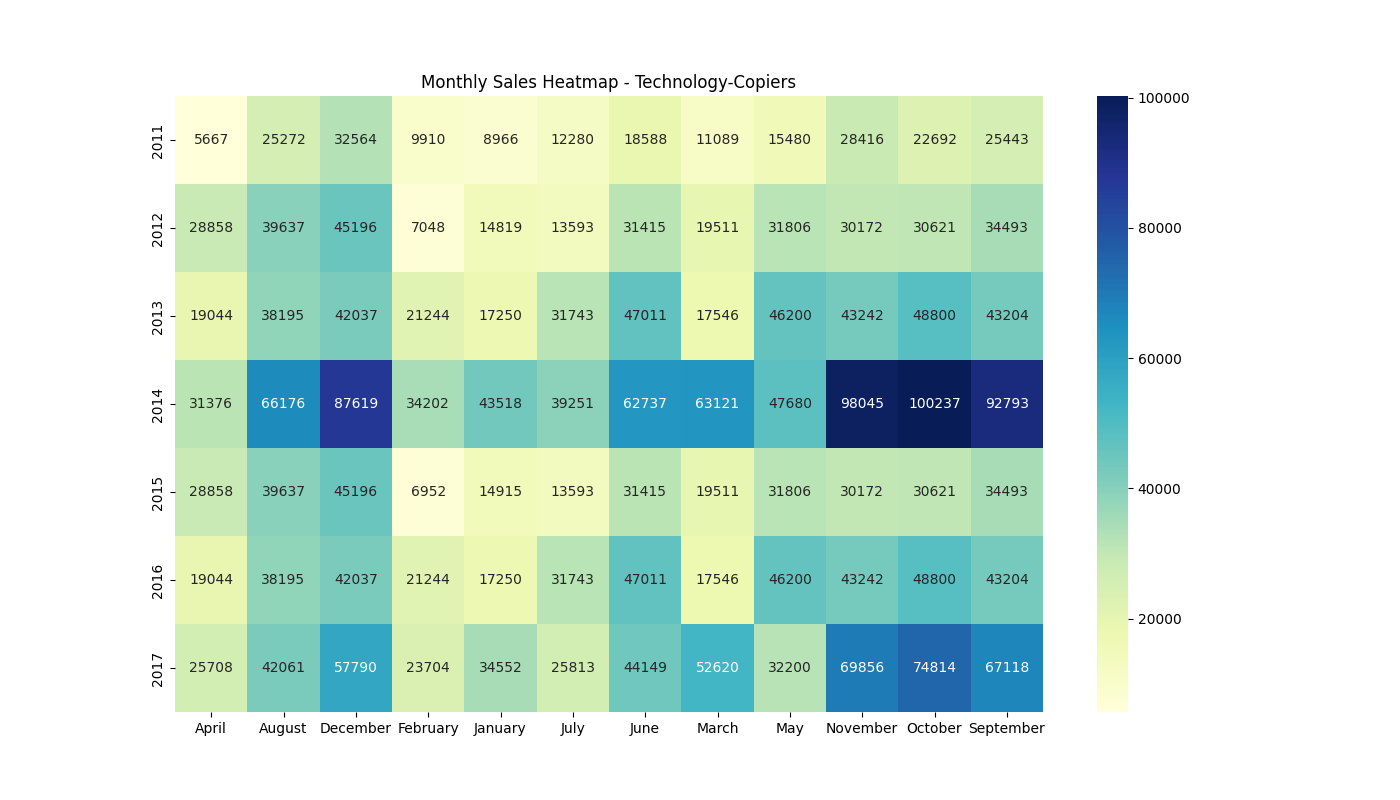 Monthly Sales Heatmap - Technology-Copiers
2011 5667 25272 32564 9910 8966 12280 18588 11089 15480 28416 22692 25443
2012 28858 39637 45196 7048 14819 13593 31415 19511 31806 30172 30621 34493
2013 19044 38195 42037 21244 17250 31743 47011 17546 46200 43242 48800 43204
2014 31376 66176 87619 34202 43518 39251 62737 63121 47680 98045 100237 92793
2015 28858 39637 45196 6952 14915 13593 31415 19511 31806 30172 30621 34493
2016 19044 38195 42037 21244 17250 31743 47011 17546 46200 43242 48800 43204
2017 25708 42061 57790 23704 34552 25813 44149 52620 32200 69856 74814 67118
April August December February January July June March May November October September
100000
80000
60000
40000
20000